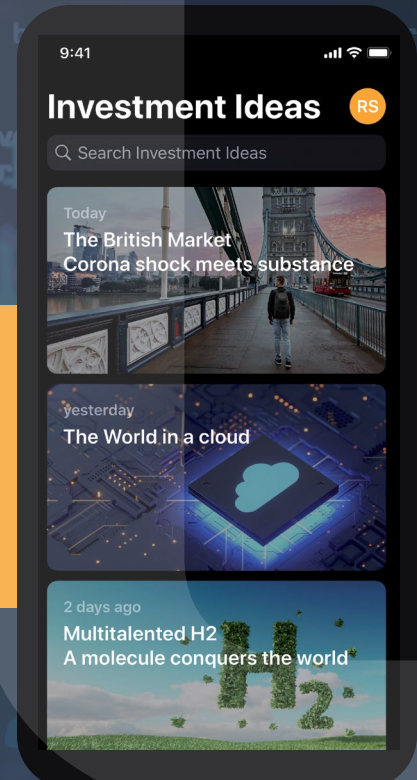 9:41
Investment Ideas
RS
Search Investment Ideas
Today
The British Market
Corona shock meets substance
yesterday
The World in a cloud
2 days ago
Multitalented H2
A molecule conquers the world
H2